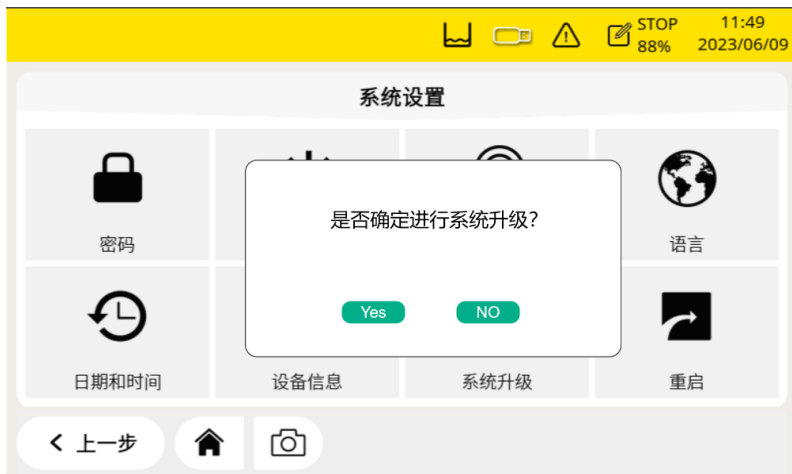 STOP 11:49
88% 2023/06/09
系统设置
密码
语言
是否确定进行系统升级?
Yes NO
日期和时间 设备信息 系统升级 重启
上一步